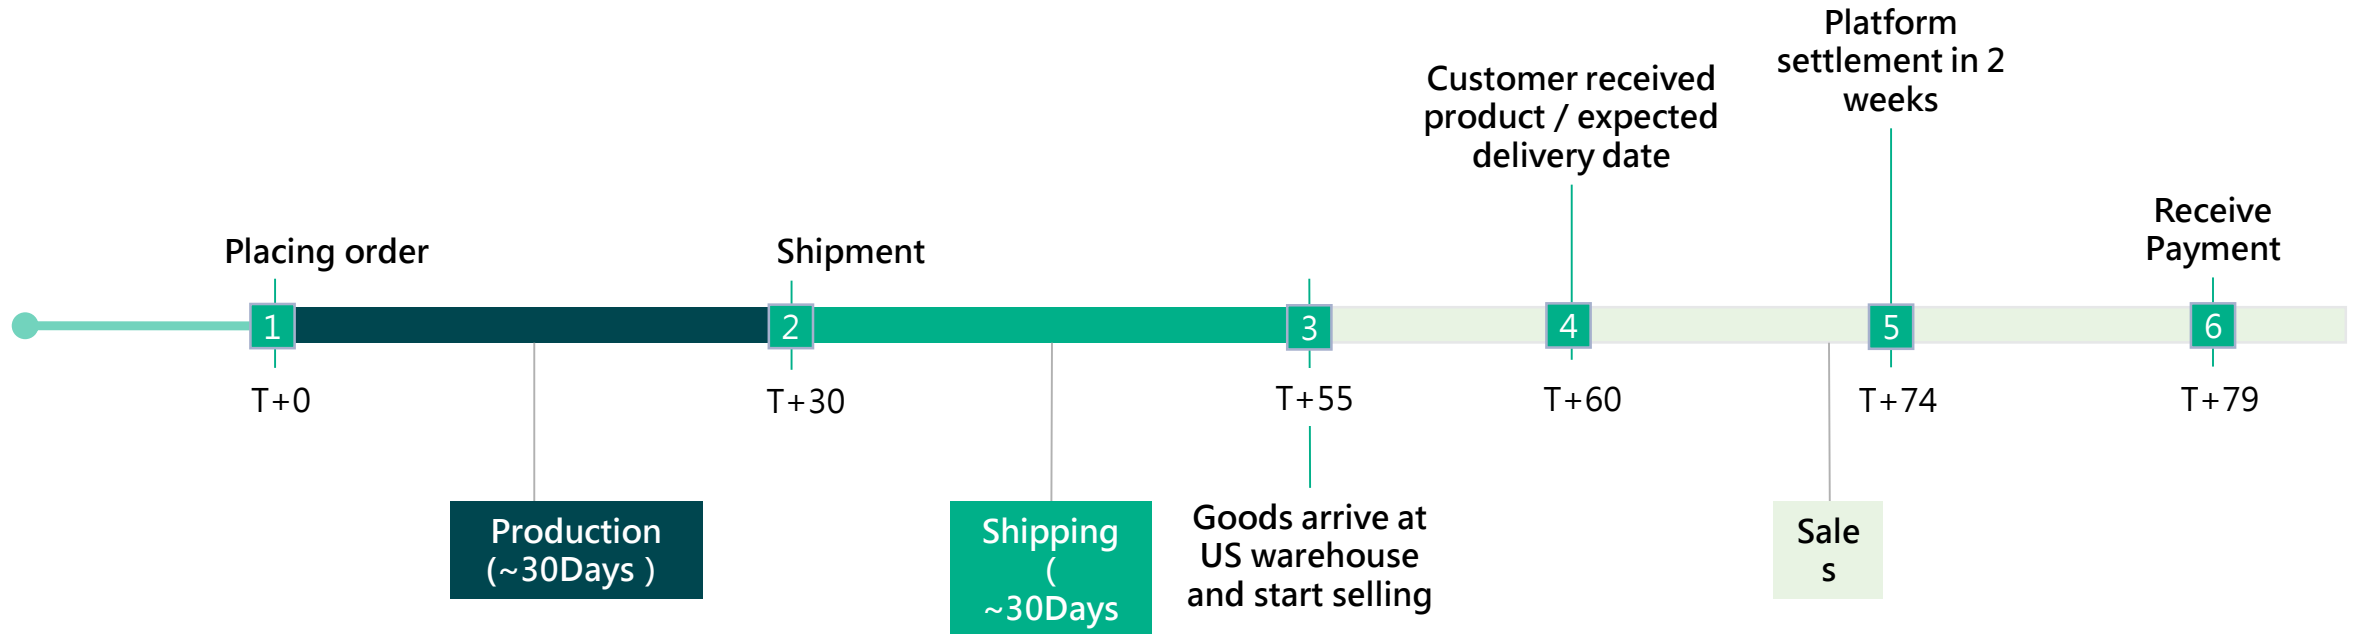 Platform
settlement in 2
weeks
Customer received
product / expected
delivery date
Receive
Payment
Placing order
Shipment
1
2
3
4
5
6
T+0
T+30
T+55
T+60
T+74
T+79
Production
(~30Days )
Shipping
(
~30Days
Goods arrive at
US warehouse
and start selling
Sale
s